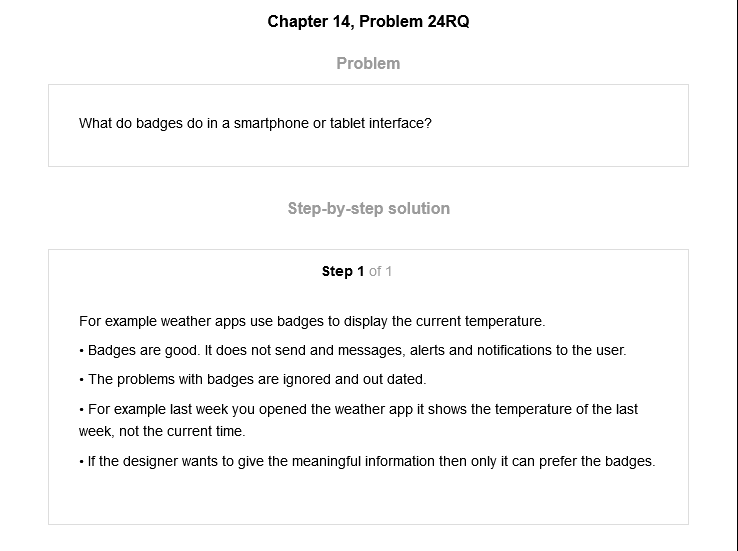 Chapter 14, Problem 24RQ
Problem
What do badges do in a smartphone or tablet interface?
Step-by-step solution
Step 1 of 1
For example weather apps use badges to display the current temperature.
• Badges are good. It does not send and messages, alerts and notifications to the user.
• The problems with badges are ignored and out dated.
• For example last week you opened the weather app it shows the temperature of the last
week, not the current time.
• If the designer wants to give the meaningful information then only it can prefer the badges.